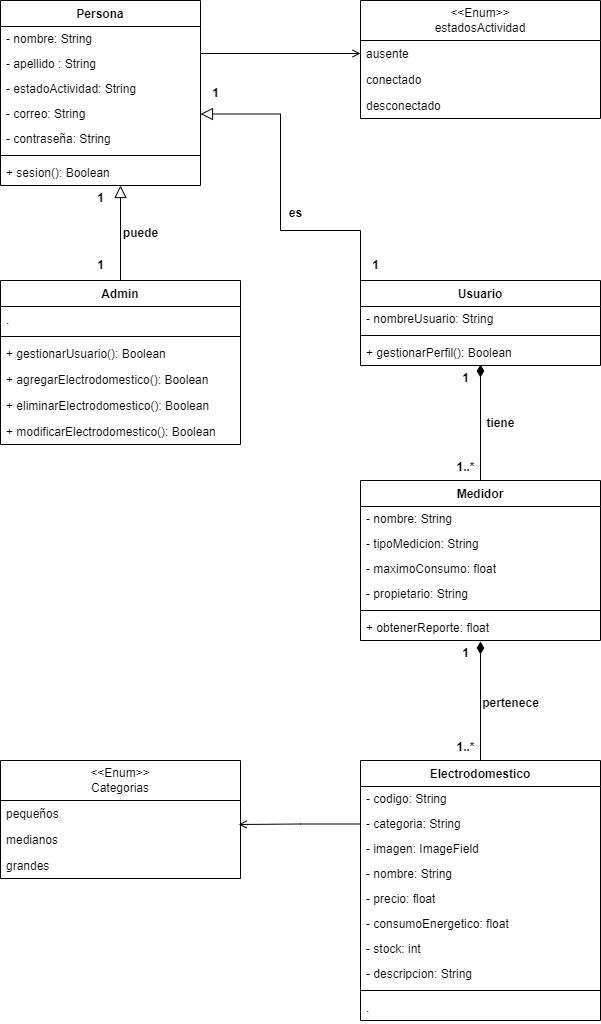 Persona
- nombre: String
- apellido : String
- estadoActividad: String
- correo: String
- contraseña: String
+ sesion(): Boolean
<<Enum>>
estadosActividad
ausente
conectado
desconectado
1
1
puede
1
es
1
Admin
.
+ gestionarUsuario(): Boolean
+ agregarElectrodomestico(): Boolean
+ eliminarElectrodomestico(): Boolean
+ modificarElectrodomestico(): Boolean
Usuario
- nombreUsuario: String
+ gestionarPerfil(): Boolean
1
tiene
1..*
Medidor
- nombre: String
- tipoMedicion: String
- maximoConsumo: float
- propietario: String
+ obtenerReporte: float
1
pertenece
1..*
<<Enum>>
Categorias
pequeños
medianos
grandes
Electrodomestico
- codigo: String
- categoria: String
- imagen: ImageField
- nombre: String
- precio: float
- consumoEnergetico: float
- stock: int
- descripcion: String
.